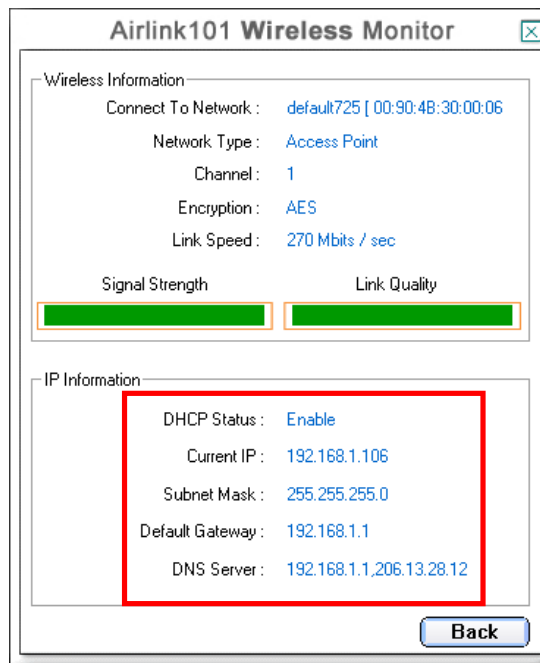 Airlink101 Wireless Monitor
Wireless Information
Connect To Network : default725 [ 00:90:4B:30:00:06
Network Type : Access Point
Channel : 1
Encryption : AES
Link Speed : 270 Mbits / sec
Signal Strength Link Quality
IP Information
DHCP Status : Enable
Current IP : 192.168.1.106
Subnet Mask : 255.255.255.0
Default Gateway : 192.168.1.1
DNS Server : 192.168.1.1,206.13.28.12
Back